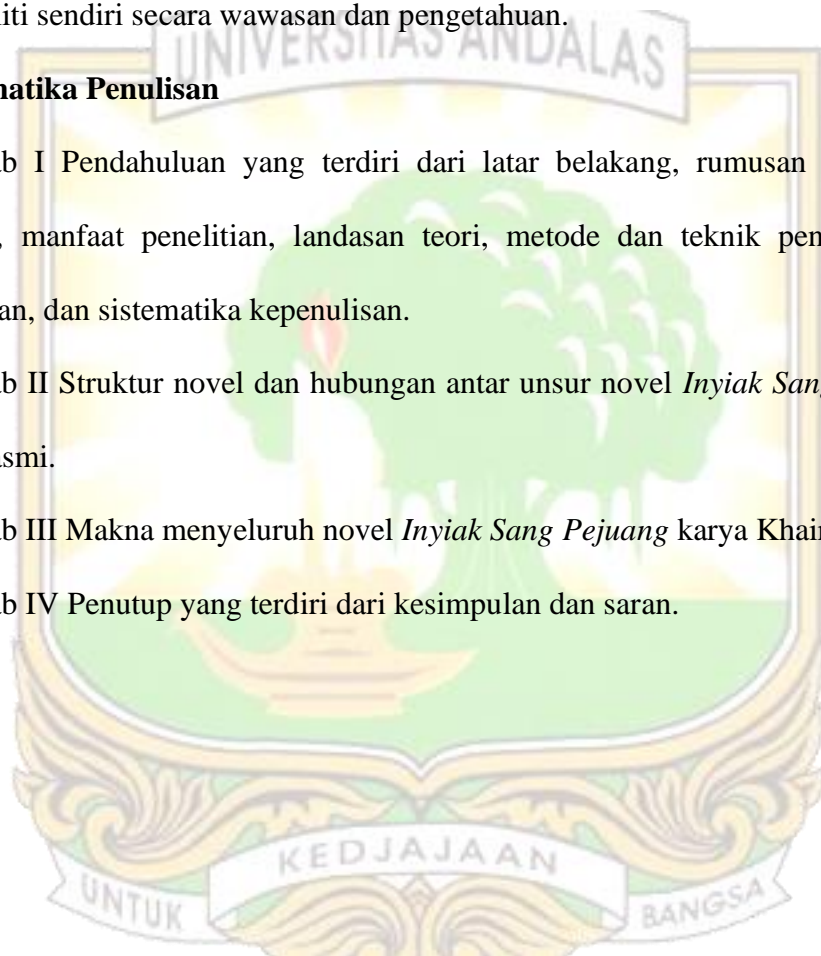 iti sendiri secara wawasan dan pengetahuan.
UNIVERSITAS ANDALAS
natika Penulisan
ab I Pendahuluan yang terdiri dari latar belakang, rumusan
, manfaat penelitian, landasan teori, metode dan teknik pen
an, dan sistematika kepenulisan.
ab II Struktur novel dan hubungan antar unsur novel Inyiak Sang
asmi.
ab III Makna menyeluruh novel Inyiak Sang Pejuang karya Khair
ab IV Penutup yang terdiri dari kesimpulan dan saran.
UNTUK KEDJAJAAN BANGSA